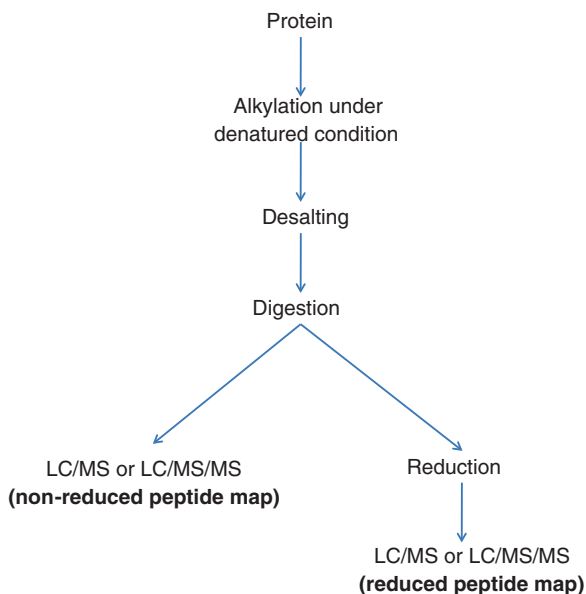 Protein
Alkylation under
denatured condition
Desalting
Digestion
LC/MS or LC/MS/MS
(non-reduced peptide map)
Reduction
LC/MS or LC/MS/MS
(reduced peptide map)